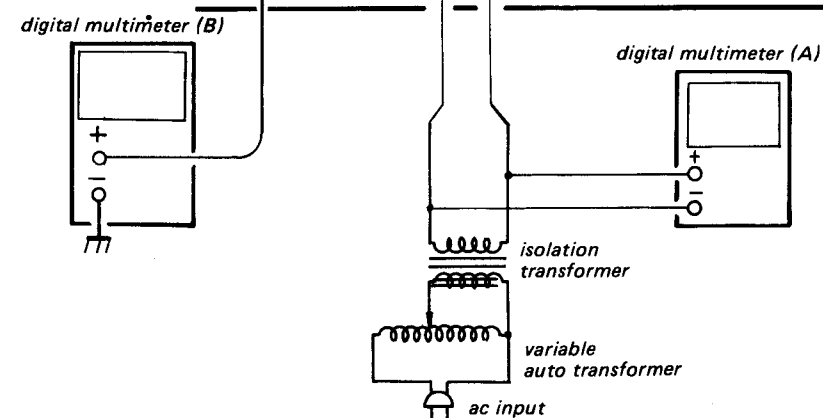 digital multimeter (B)
digital multimeter (A)
+
−
+
−
isolation
transformer
variable
auto transformer
ac input